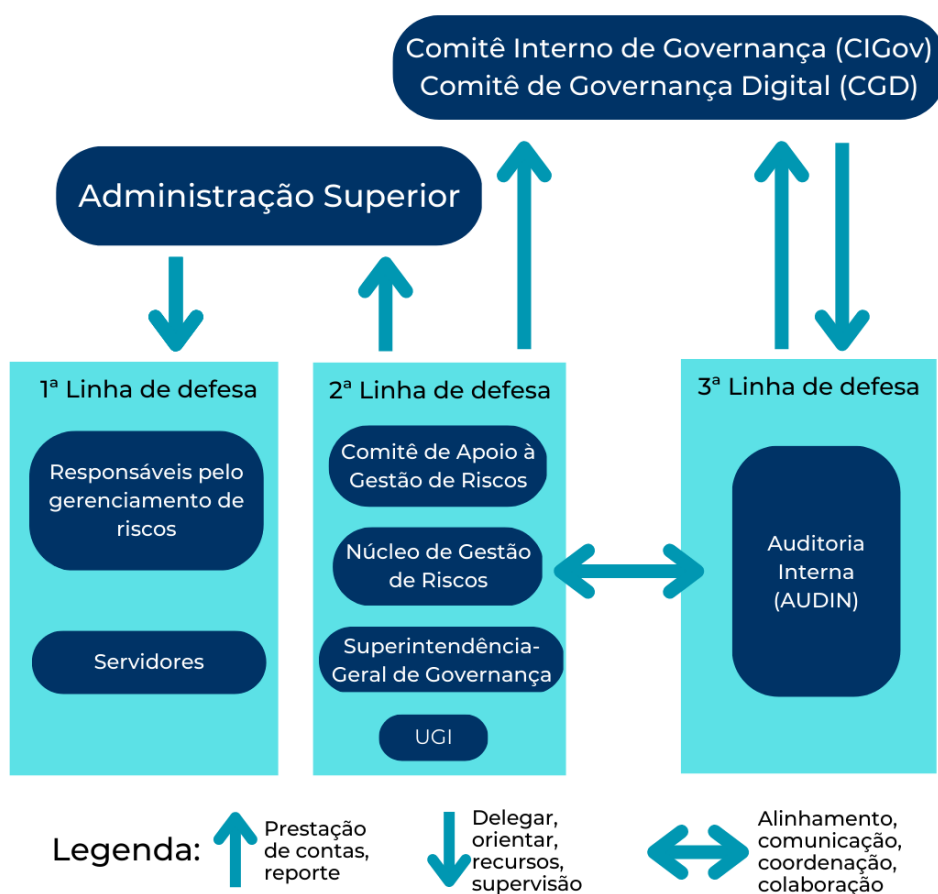 Comitê Interno de Governança (CIGov)
Comitê de Governança Digital (CGD)
Administração Superior
1ª Linha de defesa
Responsáveis pelo
gerenciamento de
riscos
Servidores
2ª Linha de defesa
Comitê de Apoio à
Gestão de Riscos
Núcleo de Gestão
de Riscos
Superintendência-
Geral de Governança
UGI
3ª Linha de defesa
Auditoria
Interna
(AUDIN)
Legenda:
Prestação
de contas,
reporte
Delegar,
orientar,
recursos,
supervisão
Alinhamento,
comunicação,
coordenação,
colaboração